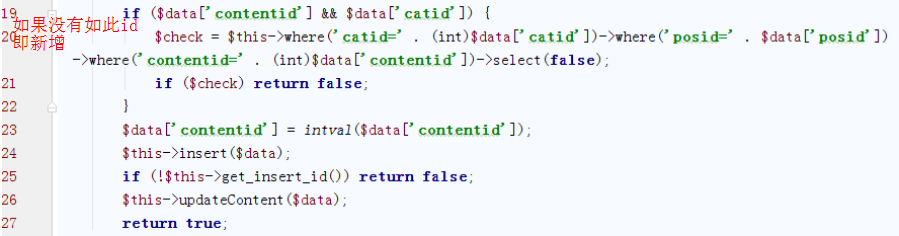 19 if ($data['contentid'] && $data['catid']) {
如果没有如此id
20 $check = $this->where('catid=' . (int)$data['catid'])->where('posid=' . $data['posid'])
即新增
->where('contentid=' . (int)$data['contentid'])->select(false);
21 if ($check) return false;
22 }
23 $data['contentid'] = intval($data['contentid']);
24 $this->insert($data);
25 if (!$this->get_insert_id()) return false;
26 $this->updateContent($data);
27 return true;